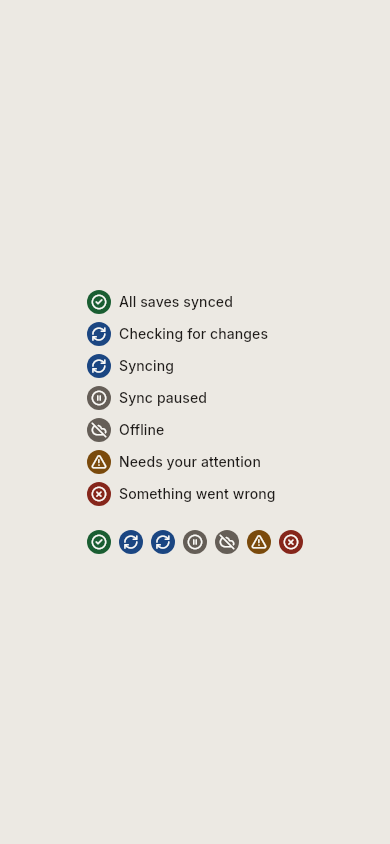 All saves synced
Checking for changes
Syncing
Sync paused
Offline
Needs your attention
Something went wrong